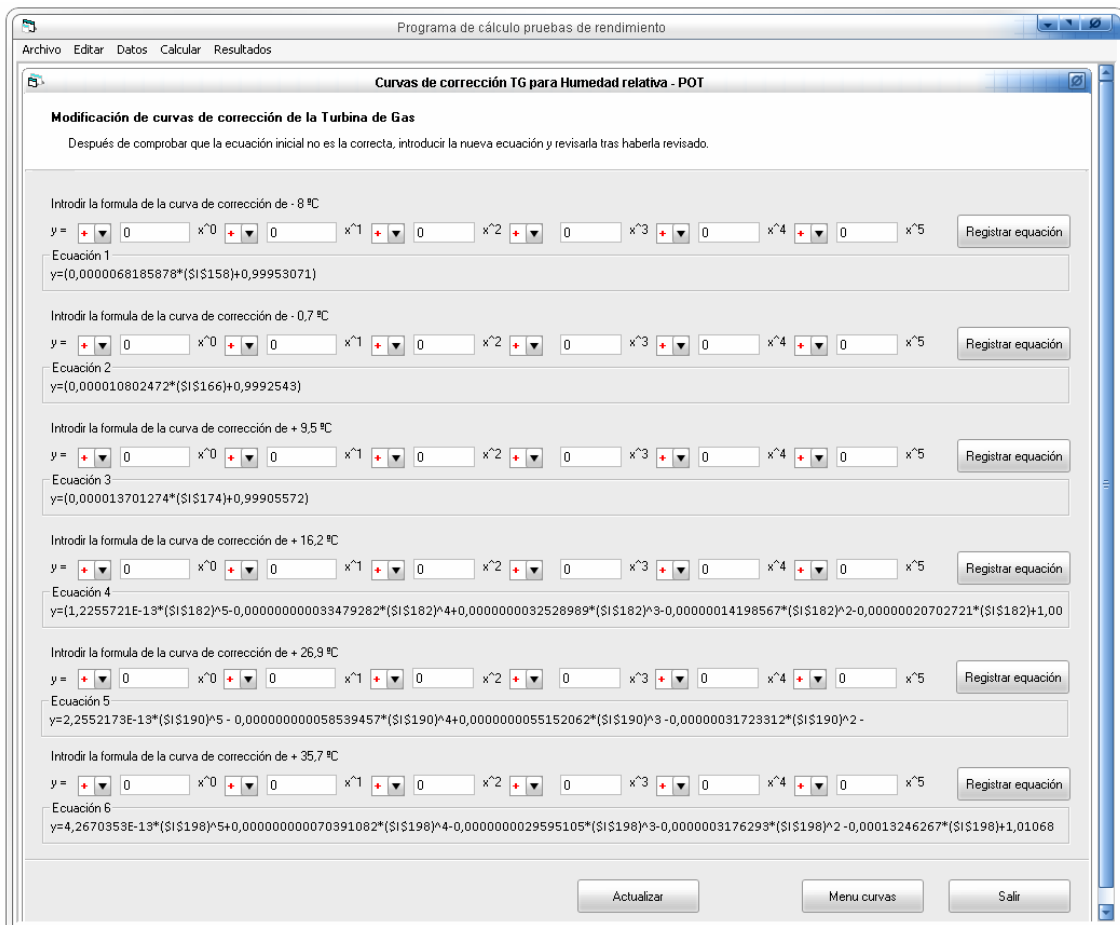 Programa de cálculo pruebas de rendimiento
Archivo Editar Datos Calcular Resultados
Curvas de corrección TG para Humedad relativa - POT
Modificación de curvas de corrección de la Turbina de Gas
Después de comprobar que la ecuación inicial no es la correcta, introducir la nueva ecuación y revisarla tras haberla revisado.
Introdir la formula de la curva de corrección de - 8 ºC
y = + 0 x^0 + 0 x^1 + 0 x^2 + 0 x^3 + 0 x^4 + 0 x^5 Registrar equación
Ecuación 1
y=(0,0000068185878*($I$158)+0,99953071)
Introdir la formula de la curva de corrección de - 0,7 ºC
y = + 0 x^0 + 0 x^1 + 0 x^2 + 0 x^3 + 0 x^4 + 0 x^5 Registrar equación
Ecuación 2
y=(0,000010802472*($I$166)+0,9992543)
Introdir la formula de la curva de corrección de + 9,5 ºC
y = + 0 x^0 + 0 x^1 + 0 x^2 + 0 x^3 + 0 x^4 + 0 x^5 Registrar equación
Ecuación 3
y=(0,000013701274*($I$174)+0,99905572)
Introdir la formula de la curva de corrección de + 16,2 ºC
y = + 0 x^0 + 0 x^1 + 0 x^2 + 0 x^3 + 0 x^4 + 0 x^5 Registrar equación
Ecuación 4
y=(1,2255721E-13*($I$182)^5-0,000000000033479282*($I$182)^4+0,0000000032528989*($I$182)^3-0,00000014198567*($I$182)^2-0,00000020702721*($I$182)+1,00
Introdir la formula de la curva de corrección de + 26,9 ºC
y = + 0 x^0 + 0 x^1 + 0 x^2 + 0 x^3 + 0 x^4 + 0 x^5 Registrar equación
Ecuación 5
y=2,2552173E-13*($I$190)^5 - 0,000000000058539457*($I$190)^4+0,0000000055152062*($I$190)^3 -0,00000031723312*($I$190)^2 -
Introdir la formula de la curva de corrección de + 35,7 ºC
y = + 0 x^0 + 0 x^1 + 0 x^2 + 0 x^3 + 0 x^4 + 0 x^5 Registrar equación
Ecuación 6
y=4,2670353E-13*($I$198)^5+0,000000000070391082*($I$198)^4-0,0000000029595105*($I$198)^3-0,0000003176293*($I$198)^2 -0,00013246267*($I$198)+1,01068
Actualizar Menu curvas Salir